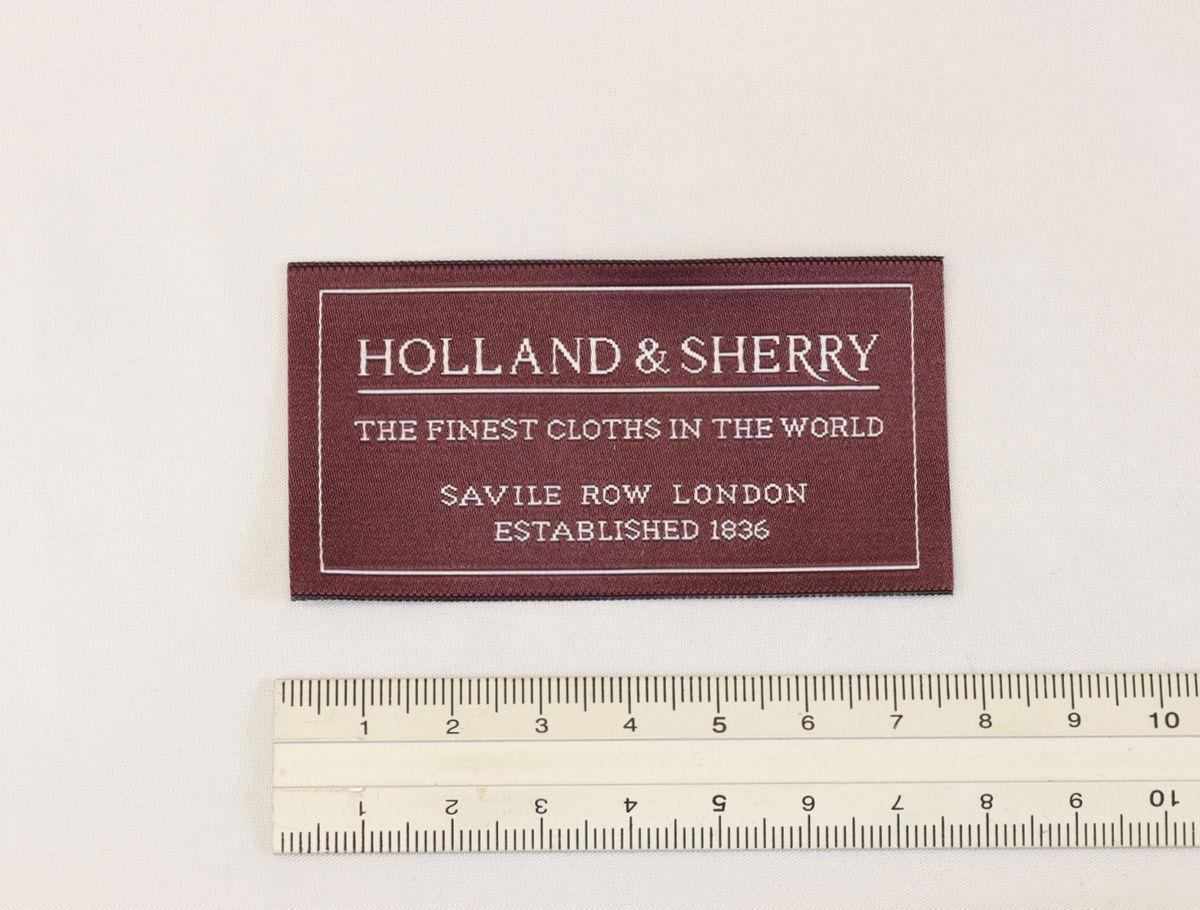 HOLLAND & SHERRY
THE FINEST CLOTHS IN THE WORLD
SAVILE ROW LONDON
ESTABLISHED 1836
1 2 3 4 5 6 7 8 9 10
1 2 3 4 5 6 7 8 9 10